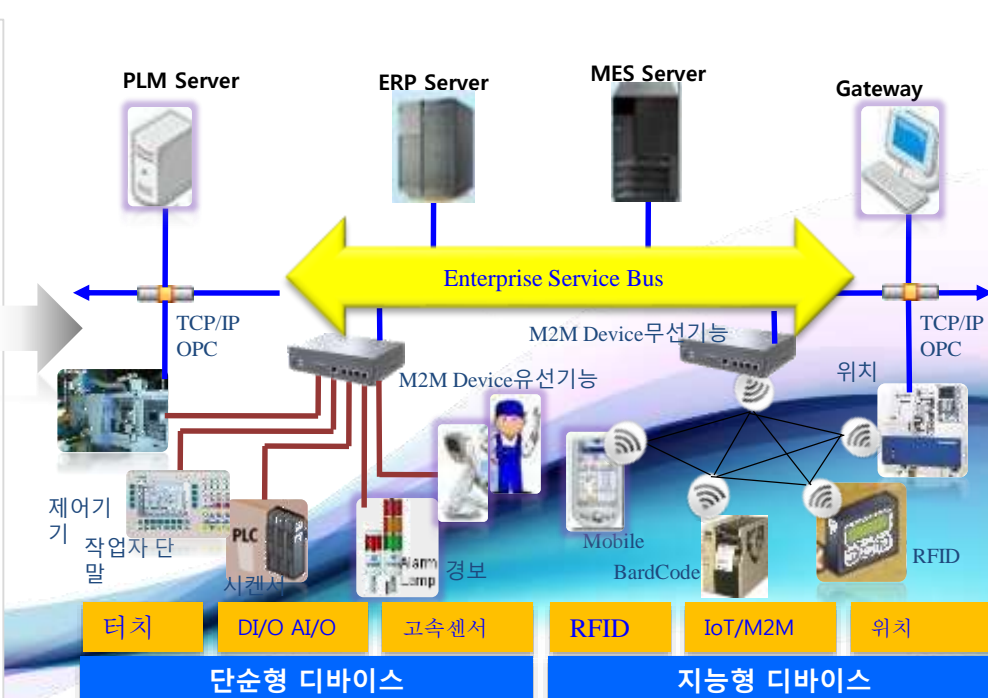 PLM Server
ERP Server
MES Server
Gateway
Enterprise Service Bus
TCP/IP
OPC
M2M Device무선기능
TCP/IP
OPC
M2M Device유선기능
위치
제어기
기
작업자 단
말
PLC
시켄서
Alarm
Lamp
경보
Mobile
BardCode
RFID
터치
DI/O AI/O
고속센서
RFID
IoT/M2M
위치
단순형 디바이스
지능형 디바이스